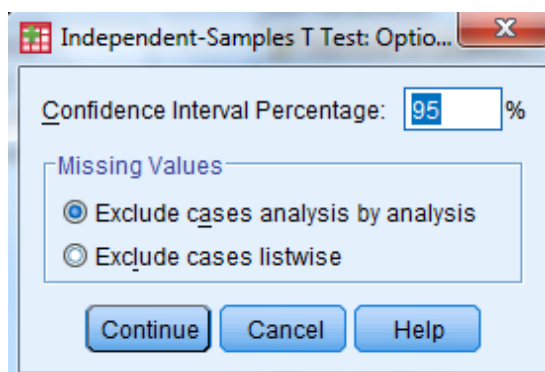 Independent-Samples T Test: Optio...
Confidence Interval Percentage: 95 %
Missing Values
Exclude cases analysis by analysis
Exclude cases listwise
Continue Cancel Help